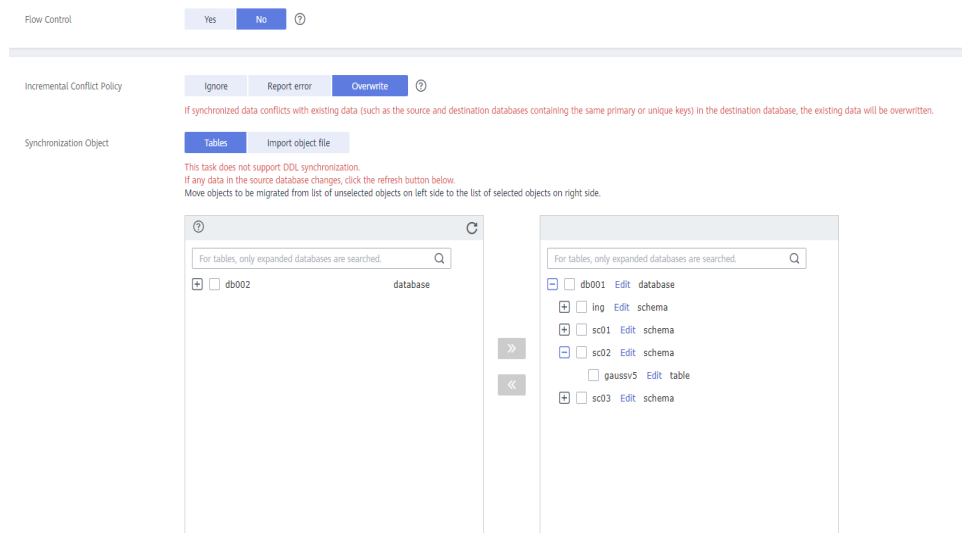 Flow Control Yes No
Incremental Conflict Policy Ignore Report error Overwrite
If synchronized data conflicts with existing data (such as the source and destination databases containing the same primary or unique keys) in the destination database, the existing data will be overwritten.
Synchronization Object Tables Import object file
This task does not support DDL synchronization.
If any data in the source database changes, click the refresh button below.
Move objects to be migrated from list of unselected objects on left side to the list of selected objects on right side.
For tables, only expanded databases are searched.
db002 database
For tables, only expanded databases are searched.
db001 Edit database
ing Edit schema
sc01 Edit schema
sc02 Edit schema
gaussv5 Edit table
sc03 Edit schema